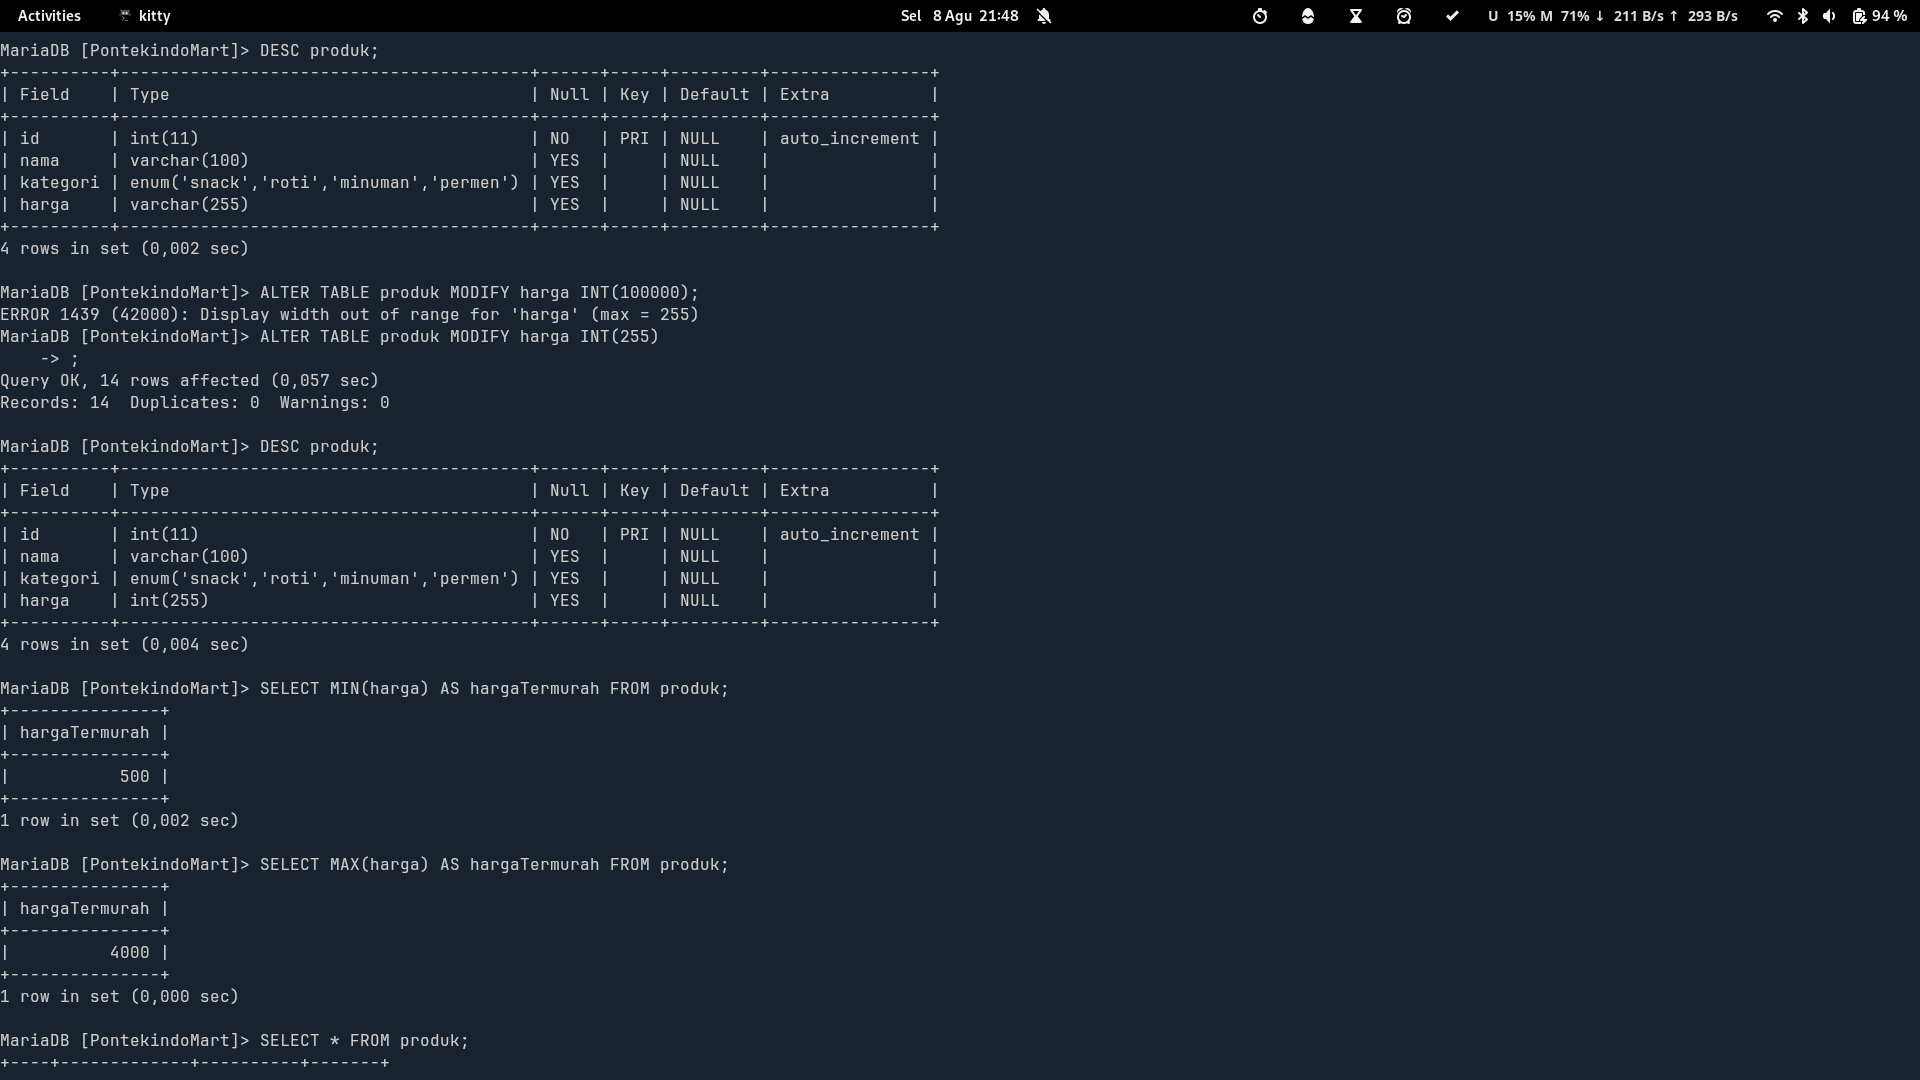 Activities kitty Sel 8 Agu 21:48 U 15% M 71% ↓ 211 B/s ↑ 293 B/s 94 %
MariaDB [PontekindoMart]> DESC produk;
+----------+-----------------------------------------+------+-----+---------+----------------+
| Field    | Type                                    | Null | Key | Default | Extra          |
+----------+-----------------------------------------+------+-----+---------+----------------+
| id       | int(11)                                 | NO   | PRI | NULL    | auto_increment |
| nama     | varchar(100)                            | YES  |     | NULL    |                |
| kategori | enum('snack','roti','minuman','permen') | YES  |     | NULL    |                |
| harga    | varchar(255)                            | YES  |     | NULL    |                |
+----------+-----------------------------------------+------+-----+---------+----------------+
4 rows in set (0,002 sec)

MariaDB [PontekindoMart]> ALTER TABLE produk MODIFY harga INT(100000);
ERROR 1439 (42000): Display width out of range for 'harga' (max = 255)
MariaDB [PontekindoMart]> ALTER TABLE produk MODIFY harga INT(255)
    -> ;
Query OK, 14 rows affected (0,057 sec)
Records: 14  Duplicates: 0  Warnings: 0

MariaDB [PontekindoMart]> DESC produk;
+----------+-----------------------------------------+------+-----+---------+----------------+
| Field    | Type                                    | Null | Key | Default | Extra          |
+----------+-----------------------------------------+------+-----+---------+----------------+
| id       | int(11)                                 | NO   | PRI | NULL    | auto_increment |
| nama     | varchar(100)                            | YES  |     | NULL    |                |
| kategori | enum('snack','roti','minuman','permen') | YES  |     | NULL    |                |
| harga    | int(255)                                | YES  |     | NULL    |                |
+----------+-----------------------------------------+------+-----+---------+----------------+
4 rows in set (0,004 sec)

MariaDB [PontekindoMart]> SELECT MIN(harga) AS hargaTermurah FROM produk;
+---------------+
| hargaTermurah |
+---------------+
|           500 |
+---------------+
1 row in set (0,002 sec)

MariaDB [PontekindoMart]> SELECT MAX(harga) AS hargaTermurah FROM produk;
+---------------+
| hargaTermurah |
+---------------+
|          4000 |
+---------------+
1 row in set (0,000 sec)

MariaDB [PontekindoMart]> SELECT * FROM produk;
+----+-------------+----------+-------+